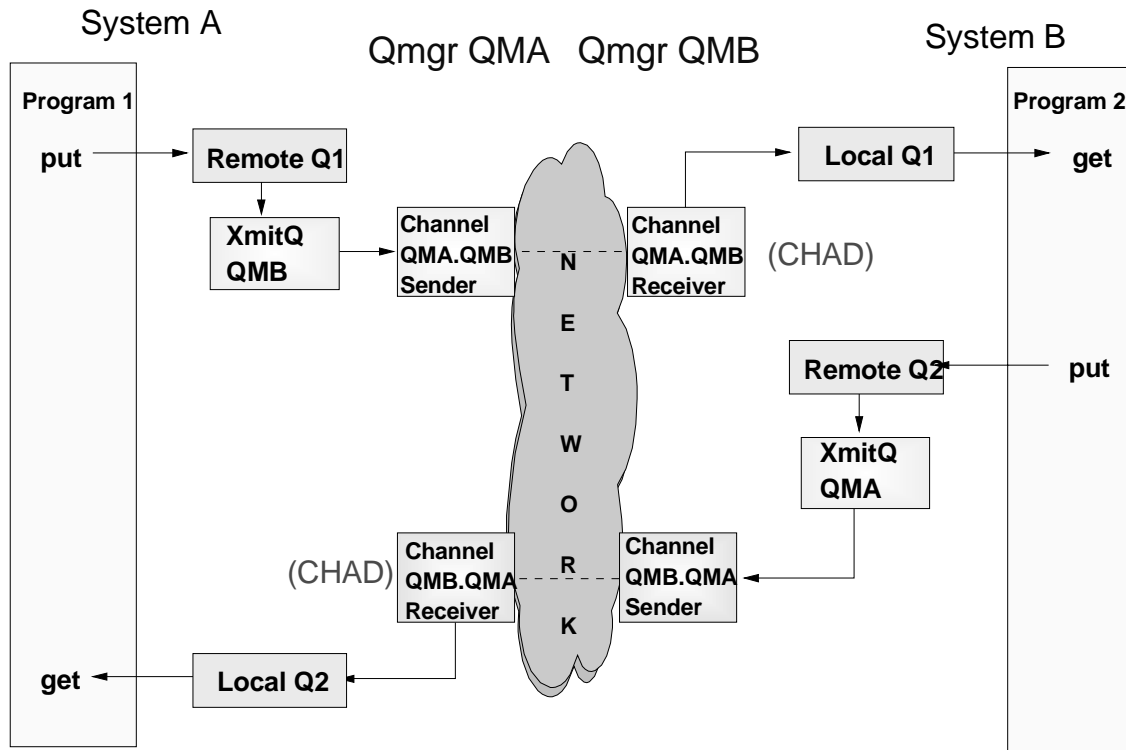 System A
Qmgr QMA
Qmgr QMB
System B
Program 1
Program 2
put
Remote Q1
Local Q1
get
XmitQ
QMB
Channel
QMA.QMB
Sender
Channel
QMA.QMB
Receiver
(CHAD)
N
E
T
W
O
R
K
Remote Q2
put
XmitQ
QMA
(CHAD)
Channel
QMB.QMA
Receiver
Channel
QMB.QMA
Sender
get
Local Q2